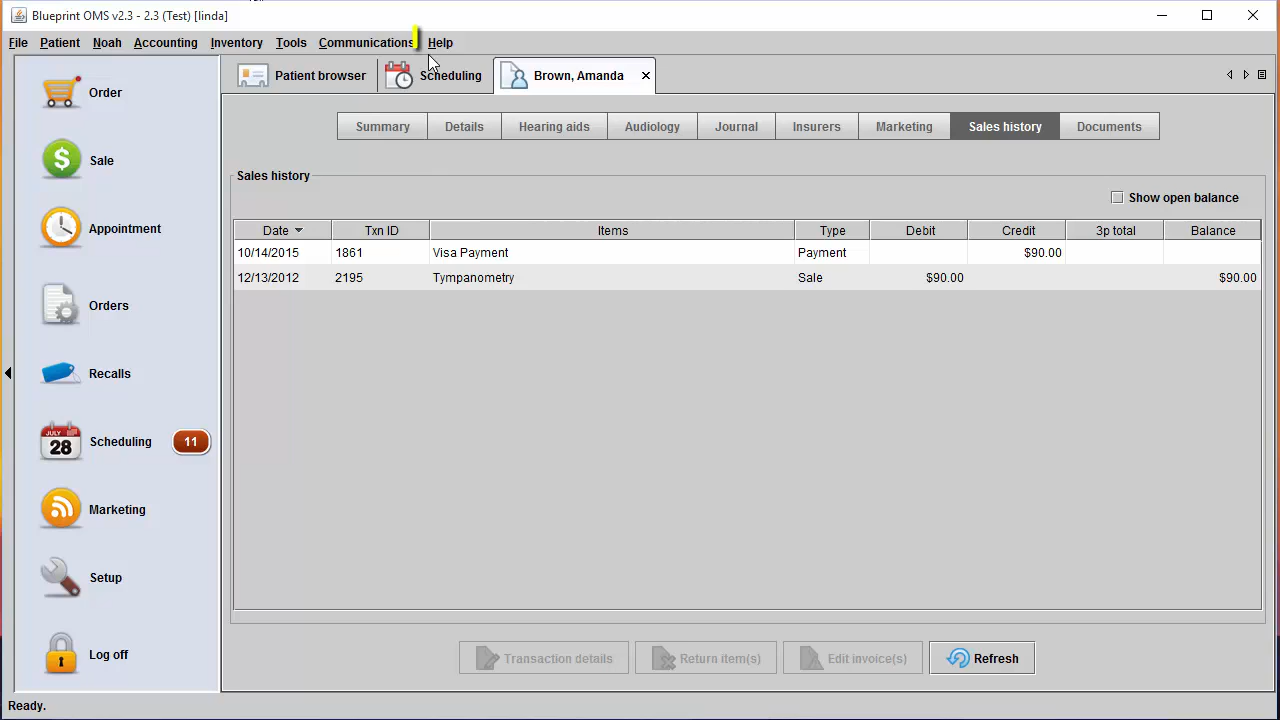 Blueprint OMS v2.3 - 2.3 (Test) [linda]
File Patient Noah Accounting Inventory Tools Communications Help
Patient browser Scheduling Brown, Amanda
Summary Details Hearing aids Audiology Journal Insurers Marketing Sales history Documents
Order
Sale
Appointment
Orders
Recalls
JULY
28
Scheduling 11
Marketing
Setup
Log off
Sales history
Show open balance
Date Txn ID Items Type Debit Credit 3p total Balance
10/14/2015 1861 Visa Payment Payment $90.00
12/13/2012 2195 Tympanometry Sale $90.00 $90.00
Transaction details Return item(s) Edit invoice(s) Refresh
Ready.